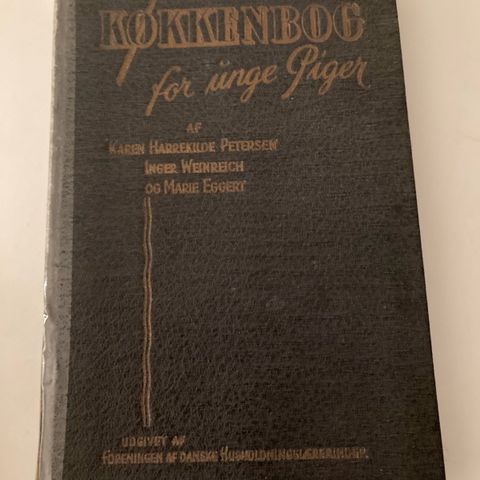 KØKKENBOG
for unge Piger
AF
KAREN HARREKILDE PETERSEN
INGER WEINREICH
OG MARIE EGGERT
UDGIVET AF
FORENINGEN AF DANSKE HUSHOLDNINGSLÆRERINDER.